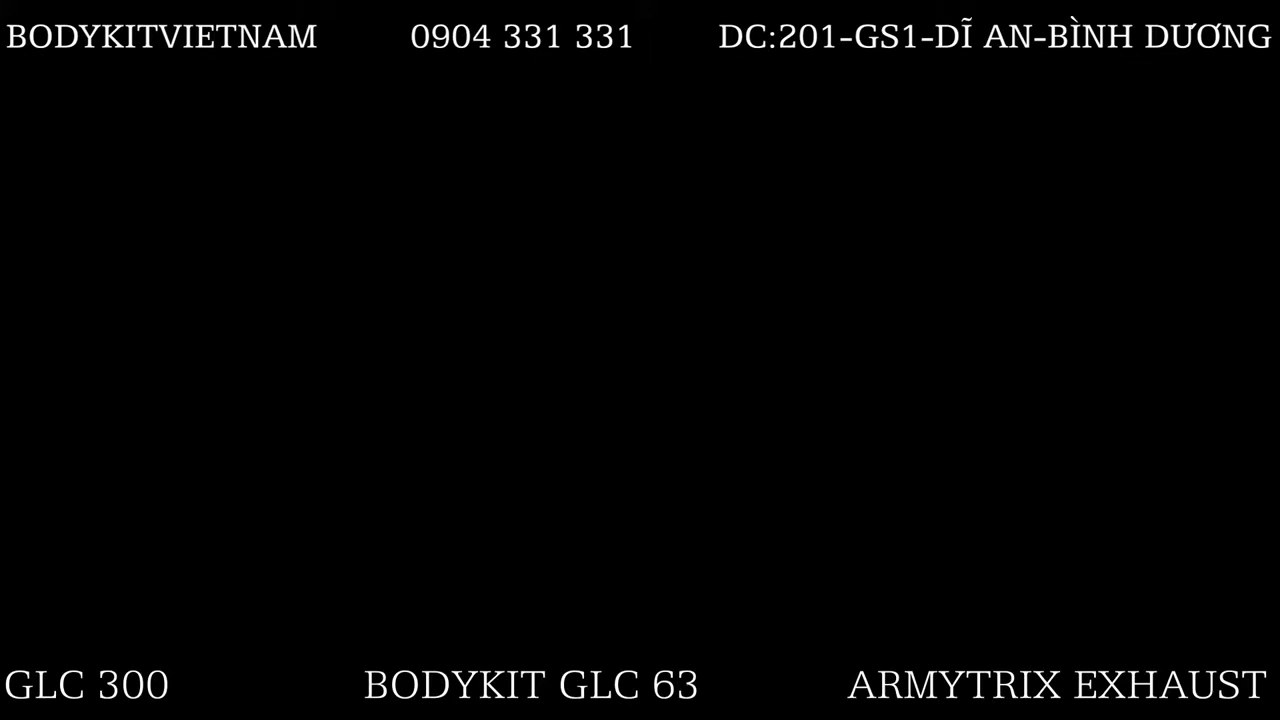 BODYKITVIETNAM 0904 331 331 DC:201-GS1-DĨ AN-BÌNH DƯƠNG
GLC 300 BODYKIT GLC 63 ARMYTRIX EXHAUST